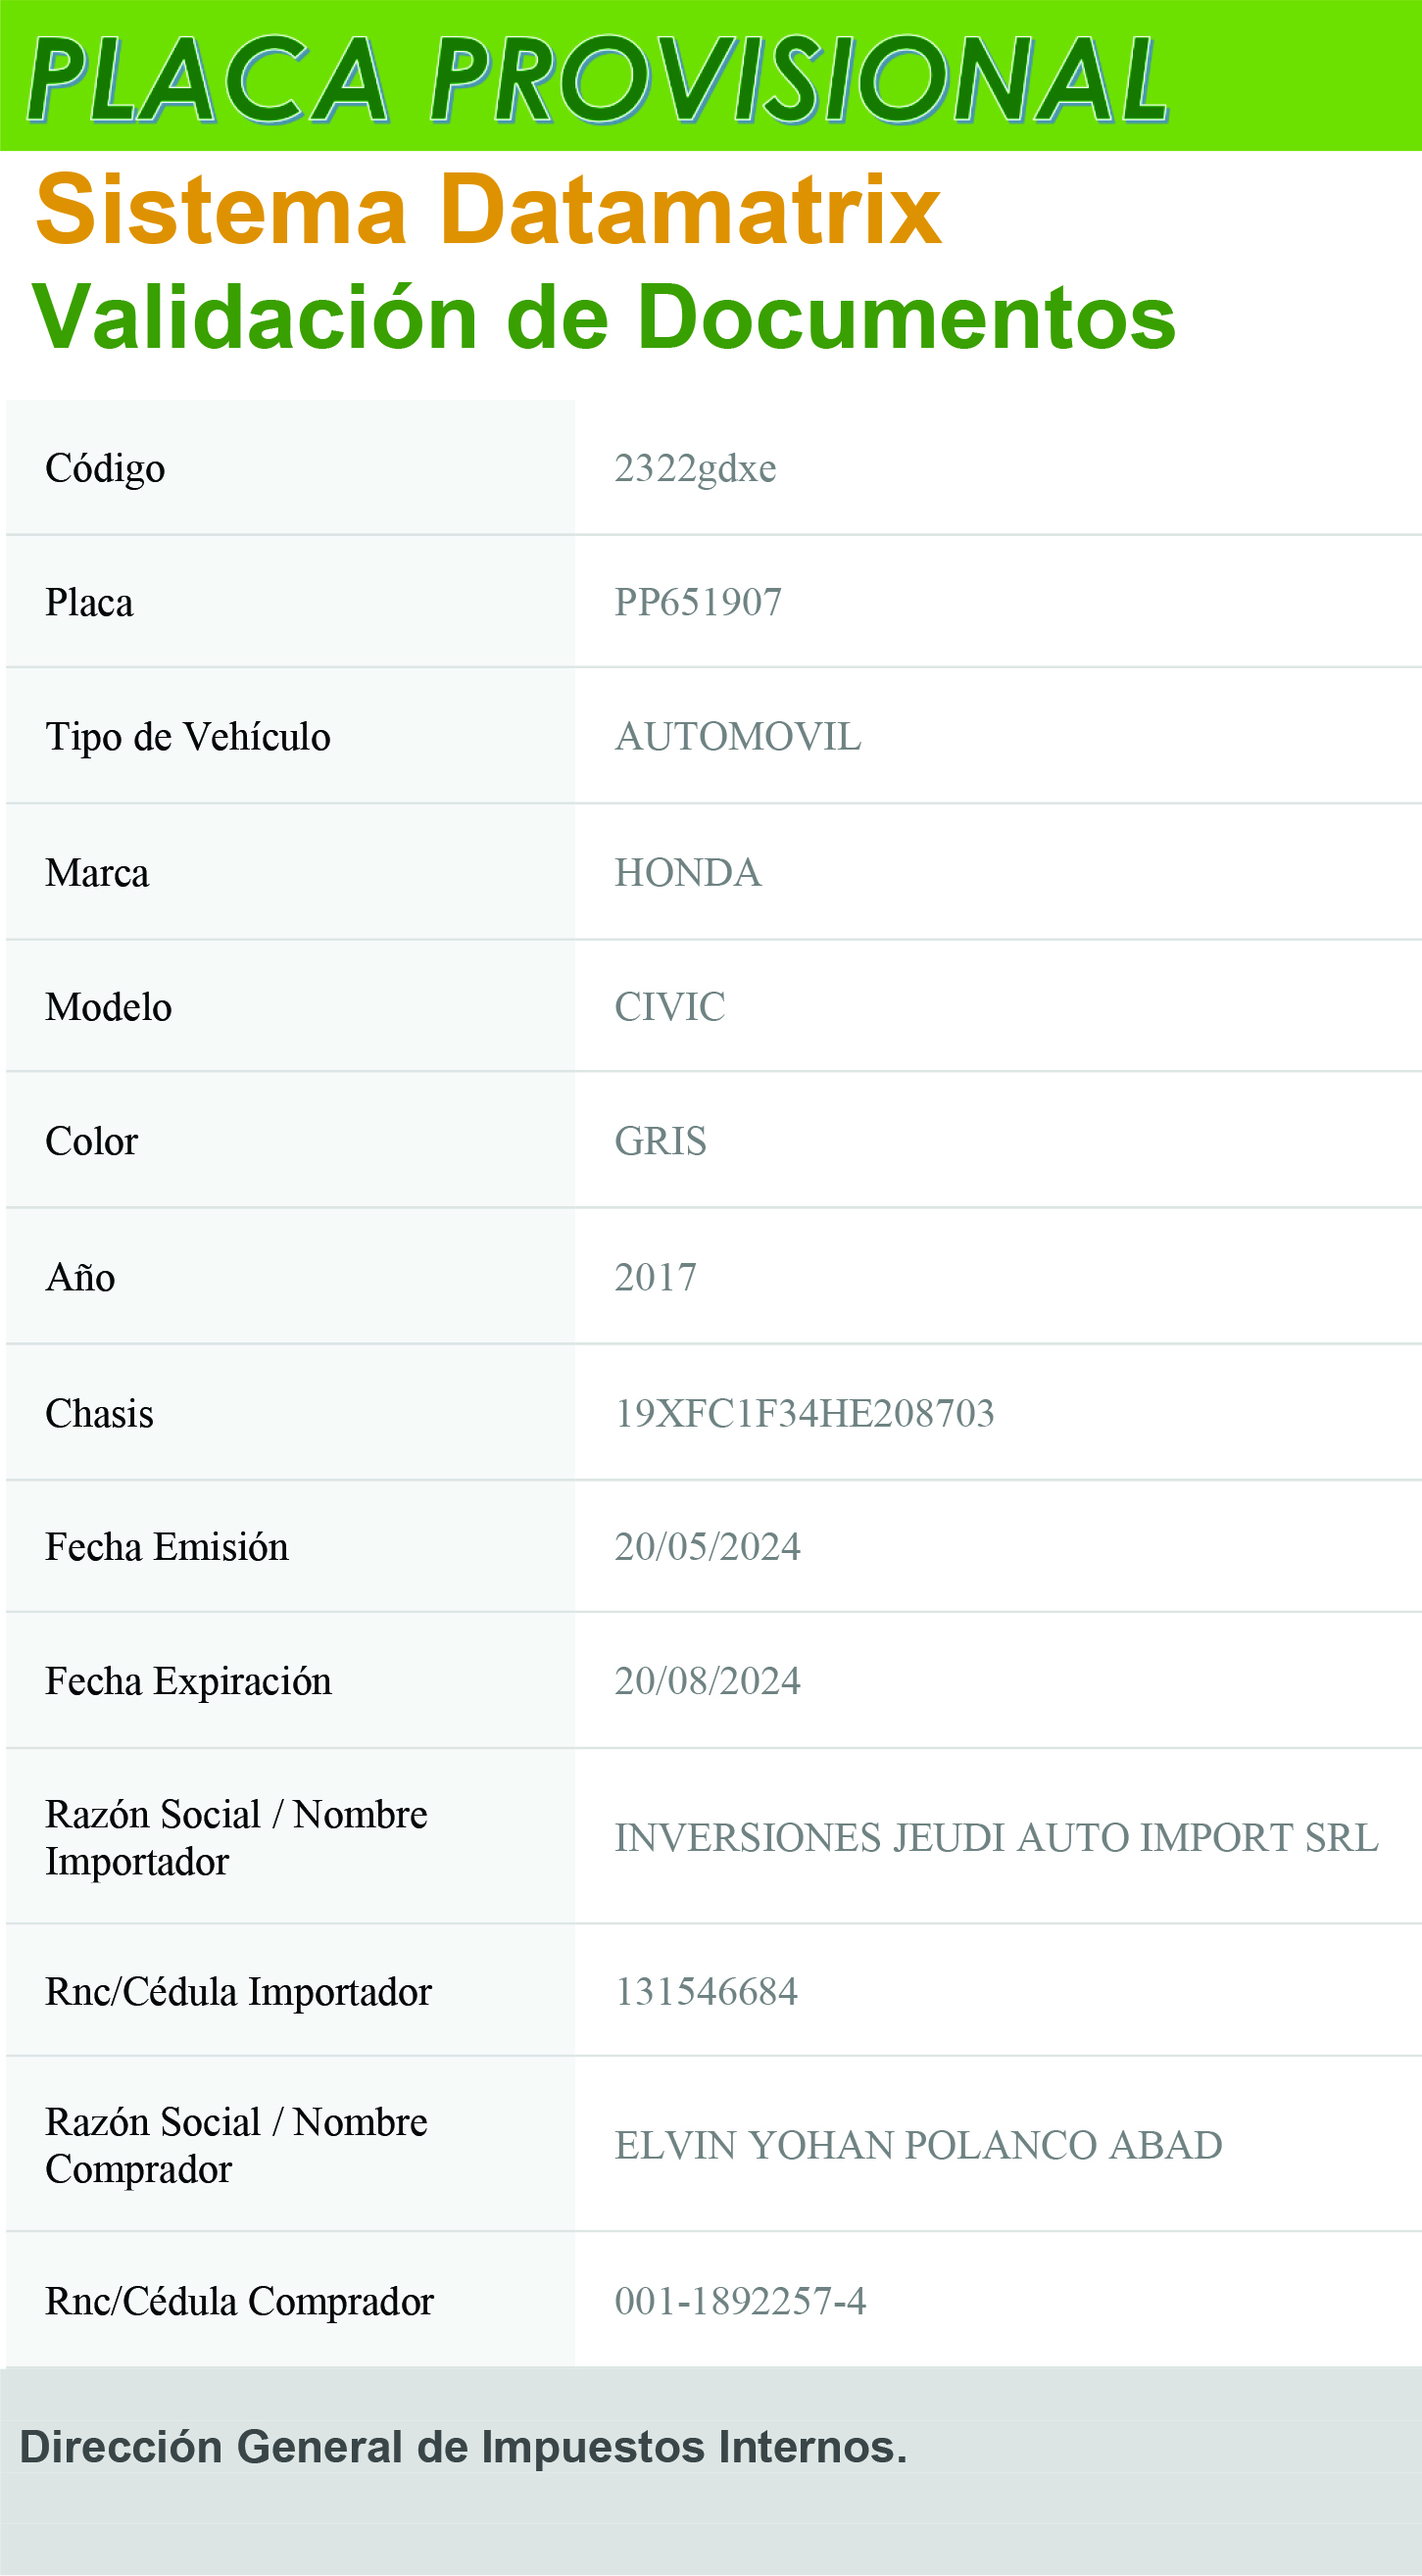 PLACA PROVISIONAL
Sistema Datamatrix
Validación de Documentos
Código 2322gdxe
Placa PP651907
Tipo de Vehículo AUTOMOVIL
Marca HONDA
Modelo CIVIC
Color GRIS
Año 2017
Chasis 19XFC1F34HE208703
Fecha Emisión 20/05/2024
Fecha Expiración 20/08/2024
Razón Social / Nombre
Importador
INVERSIONES JEUDI AUTO IMPORT SRL
Rnc/Cédula Importador 131546684
Razón Social / Nombre
Comprador
ELVIN YOHAN POLANCO ABAD
Rnc/Cédula Comprador 001-1892257-4
Dirección General de Impuestos Internos.